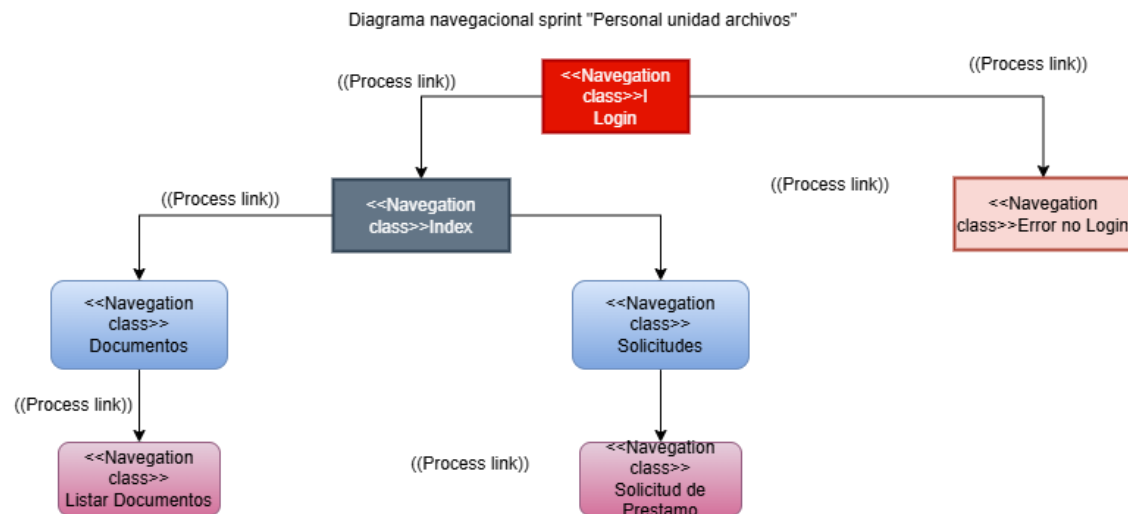 Diagrama navegacional sprint "Personal unidad archivos"
((Process link))
<<Navegation
class>>l
Login
((Process link))
((Process link))
<<Navegation
class>>Index
((Process link))
<<Navegation
class>>Error no Login
<<Navegation
class>>
Documentos
<<Navegation
class>>
Solicitudes
((Process link))
<<Navegation
class>>
Listar Documentos
((Process link))
<<Navegation
class>>
Solicitud de
Prestamo